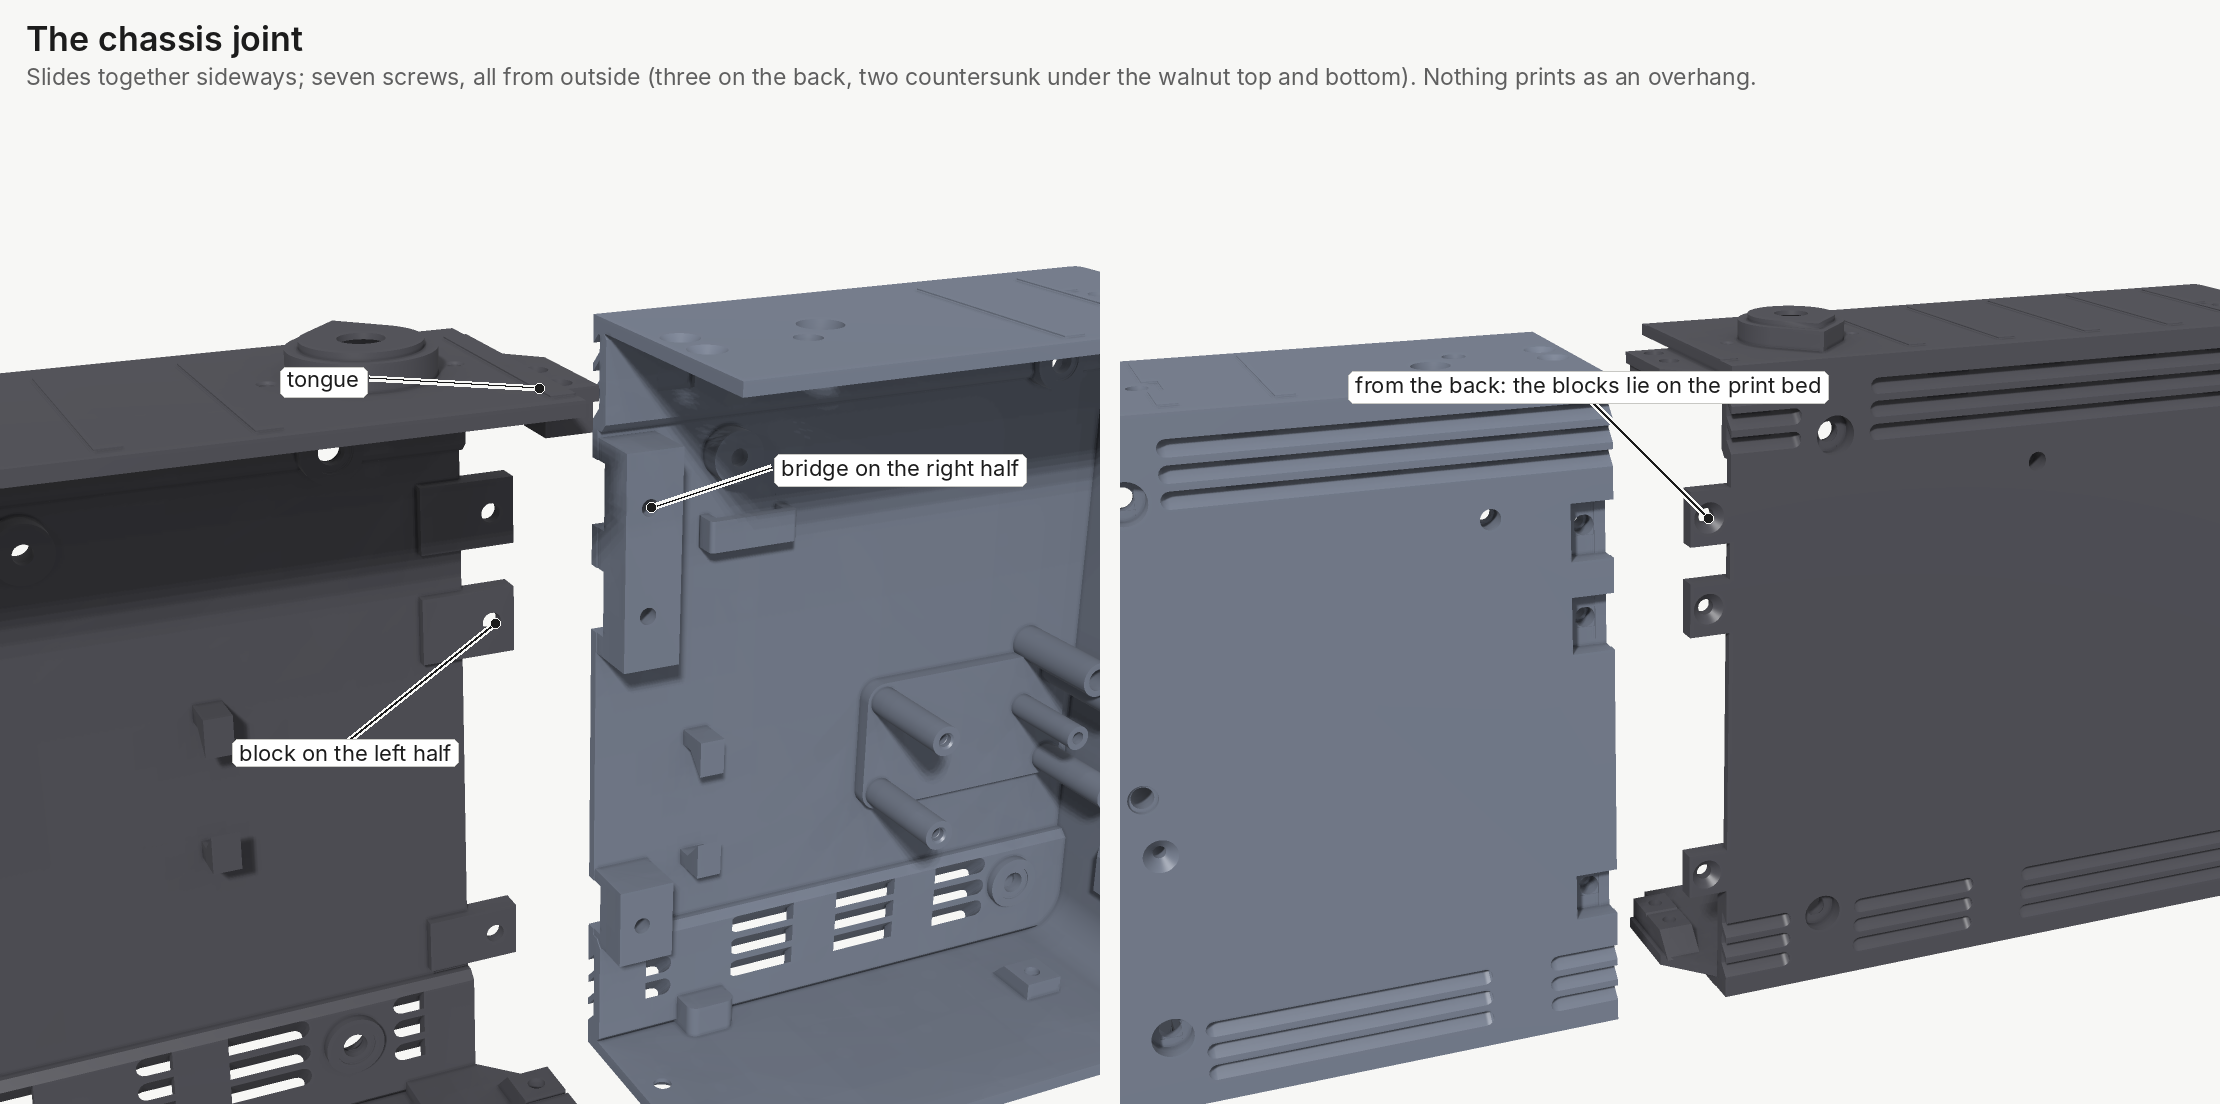 The chassis joint
Slides together sideways; seven screws, all from outside (three on the back, two countersunk under the walnut top and bottom). Nothing prints as an overhang.
tongue
bridge on the right half
block on the left half
from the back: the blocks lie on the print bed